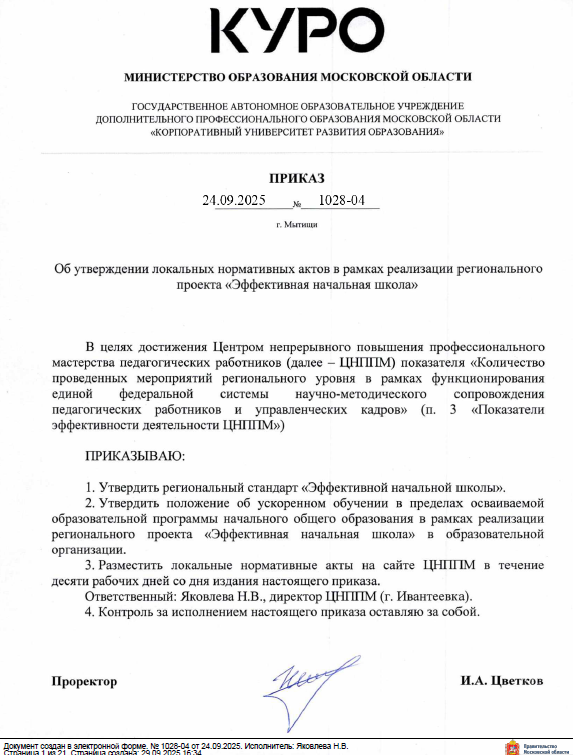 КУРО
МИНИСТЕРСТВО ОБРАЗОВАНИЯ МОСКОВСКОЙ ОБЛАСТИ
ГОСУДАРСТВЕННОЕ АВТОНОМНОЕ ОБРАЗОВАТЕЛЬНОЕ УЧРЕЖДЕНИЕ
ДОПОЛНИТЕЛЬНОГО ПРОФЕССИОНАЛЬНОГО ОБРАЗОВАНИЯ МОСКОВСКОЙ ОБЛАСТИ
«КОРПОРАТИВНЫЙ УНИВЕРСИТЕТ РАЗВИТИЯ ОБРАЗОВАНИЯ»
ПРИКАЗ
24.09.2025 № 1028-04
г. Мытищи
Об утверждении локальных нормативных актов в рамках реализации регионального
проекта «Эффективная начальная школа»
В целях достижения Центром непрерывного повышения профессионального
мастерства педагогических работников (далее – ЦНППМ) показателя «Количество
проведенных мероприятий регионального уровня в рамках функционирования
единой федеральной системы научно-методического сопровождения
педагогических работников и управленческих кадров» (п. 3 «Показатели
эффективности деятельности ЦНППМ»)
ПРИКАЗЫВАЮ:
1. Утвердить региональный стандарт «Эффективной начальной школы».
2. Утвердить положение об ускоренном обучении в пределах осваиваемой
образовательной программы начального общего образования в рамках реализации
регионального проекта «Эффективная начальная школа» в образовательной
организации.
3. Разместить локальные нормативные акты на сайте ЦНППМ в течение
десяти рабочих дней со дня издания настоящего приказа.
Ответственный: Яковлева Н.В., директор ЦНППМ (г. Ивантеевка).
4. Контроль за исполнением настоящего приказа оставляю за собой.
Проректор И.А. Цветков
Документ создан в электронной форме. № 1028-04 от 24.09.2025. Исполнитель: Яковлева Н.В.
Страница 1 из 21. Страница создана: 29.09.2025 16:34
Правительство
Московской области